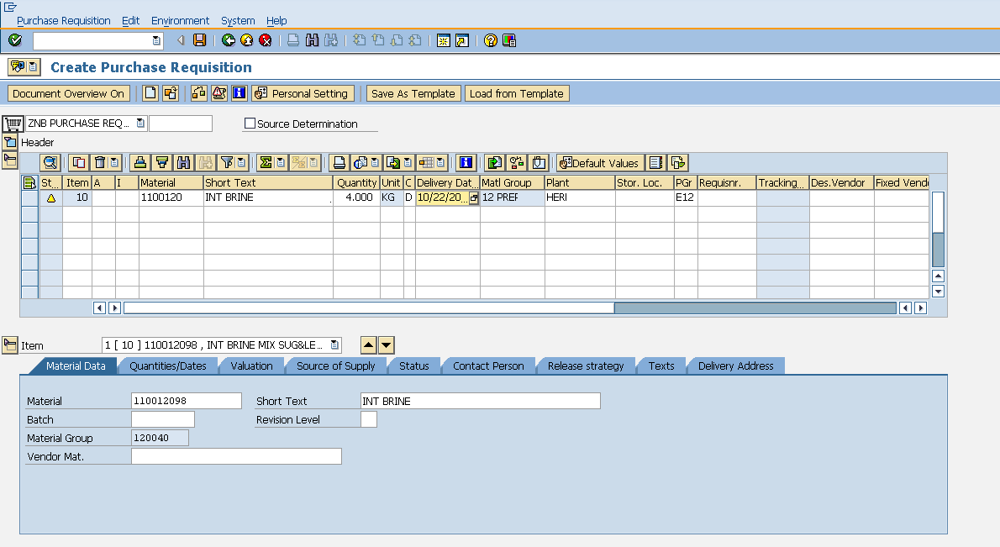 Purchase Requisition Edit Environment System Help
Create Purchase Requisition
Document Overview On Personal Setting Save As Template Load from Template
ZNB PURCHASE REQ... Source Determination
Header
Default Values
St... Item A I Material Short Text Quantity Unit C Delivery Dat... Matl Group Plant Stor. Loc. PGr Requisnr. Tracking... Des.Vendor Fixed Vendo
10 1100120 INT BRINE 4.000 KG D 10/22/20... 12 PREF HERI E12
Item 1 [ 10 ] 110012098 , INT BRINE MIX SUG&LE...
Material Data Quantities/Dates Valuation Source of Supply Status Contact Person Release strategy Texts Delivery Address
Material 110012098 Short Text INT BRINE
Batch Revision Level
Material Group 120040
Vendor Mat.